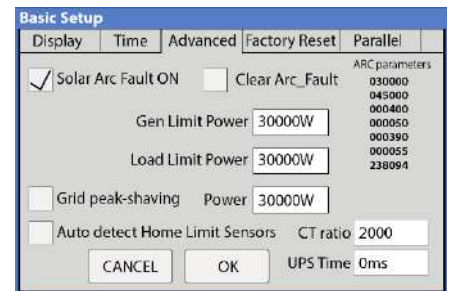 Basic Setup
Display Time Advanced Factory Reset Parallel
Solar Arc Fault ON Clear Arc_Fault
ARC parameters
030000
045000
000400
000050
000390
000055
238094
Gen Limit Power 30000W
Load Limit Power 30000W
Grid peak-shaving Power 30000W
Auto detect Home Limit Sensors CT ratio 2000
CANCEL OK UPS Time 0ms